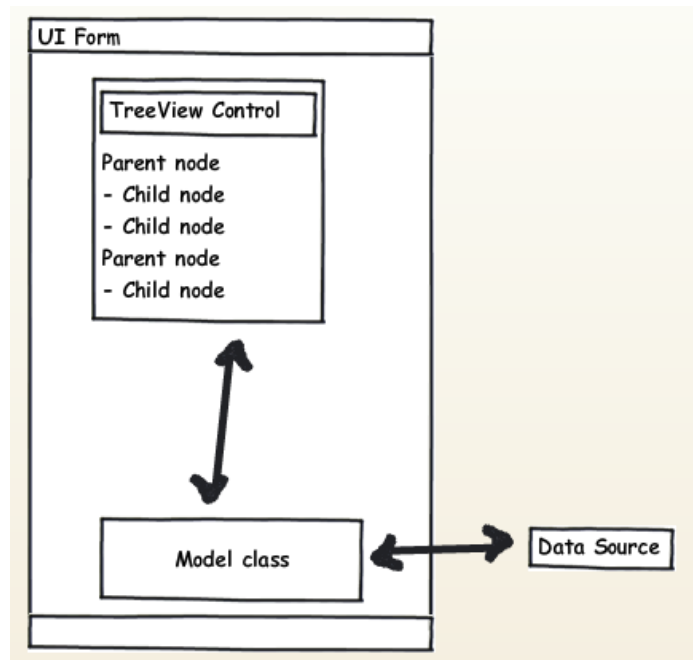 UI Form
TreeView Control
Parent node
- Child node
- Child node
Parent node
- Child node
Model class
Data Source